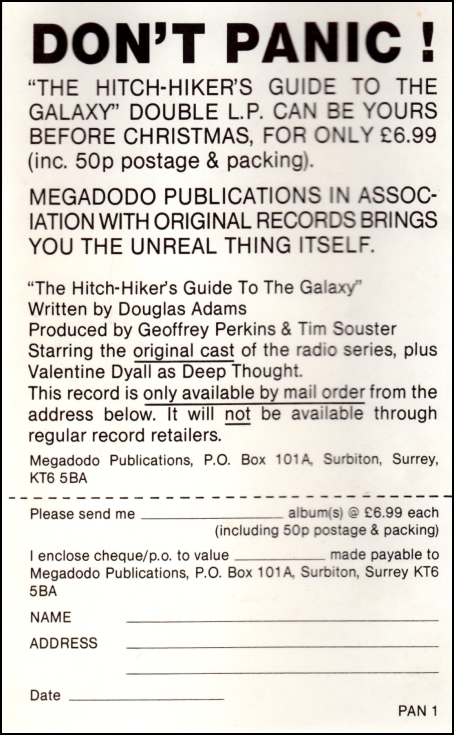 DON'T PANIC !
“THE HITCH-HIKER'S GUIDE TO THE
GALAXY” DOUBLE L.P. CAN BE YOURS
BEFORE CHRISTMAS, FOR ONLY £6.99
(inc. 50p postage & packing).
MEGADODO PUBLICATIONS IN ASSOC-
IATION WITH ORIGINAL RECORDS BRINGS
YOU THE UNREAL THING ITSELF.
“The Hitch-Hiker's Guide To The Galaxy”
Written by Douglas Adams
Produced by Geoffrey Perkins & Tim Souster
Starring the original cast of the radio series, plus
Valentine Dyall as Deep Thought.
This record is only available by mail order from the
address below. It will not be available through
regular record retailers.
Megadodo Publications, P.O. Box 101A, Surbiton, Surrey,
KT6 5BA
Please send me ____________ album(s) @ £6.99 each
(including 50p postage & packing)
I enclose cheque/p.o. to value ____________ made payable to
Megadodo Publications, P.O. Box 101A, Surbiton, Surrey KT6
5BA
NAME
ADDRESS
Date ____________
PAN 1